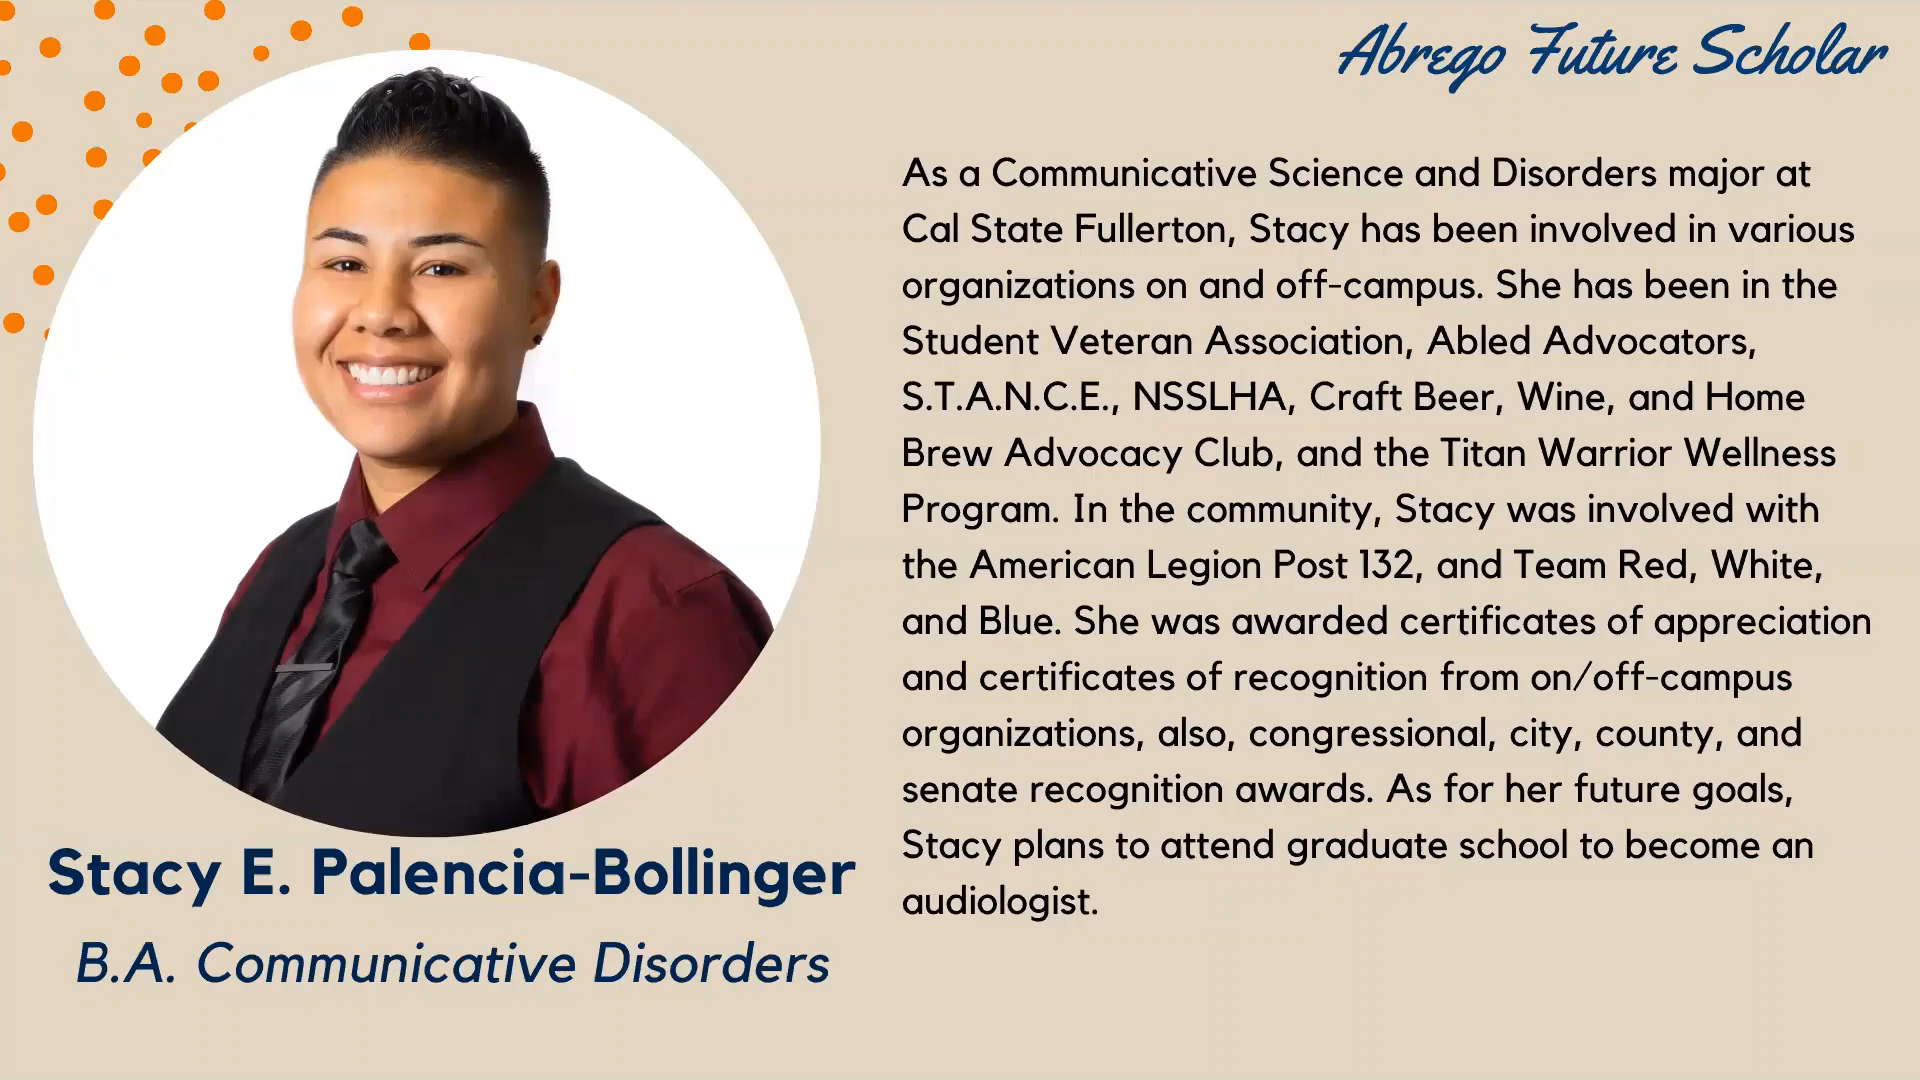 Abrego Future Scholar
As a Communicative Science and Disorders major at
Cal State Fullerton, Stacy has been involved in various
organizations on and off-campus. She has been in the
Student Veteran Association, Abled Advocators,
S.T.A.N.C.E., NSSLHA, Craft Beer, Wine, and Home
Brew Advocacy Club, and the Titan Warrior Wellness
Program. In the community, Stacy was involved with
the American Legion Post 132, and Team Red, White,
and Blue. She was awarded certificates of appreciation
and certificates of recognition from on/off-campus
organizations, also, congressional, city, county, and
senate recognition awards. As for her future goals,
Stacy plans to attend graduate school to become an
audiologist.
Stacy E. Palencia-Bollinger
B.A. Communicative Disorders